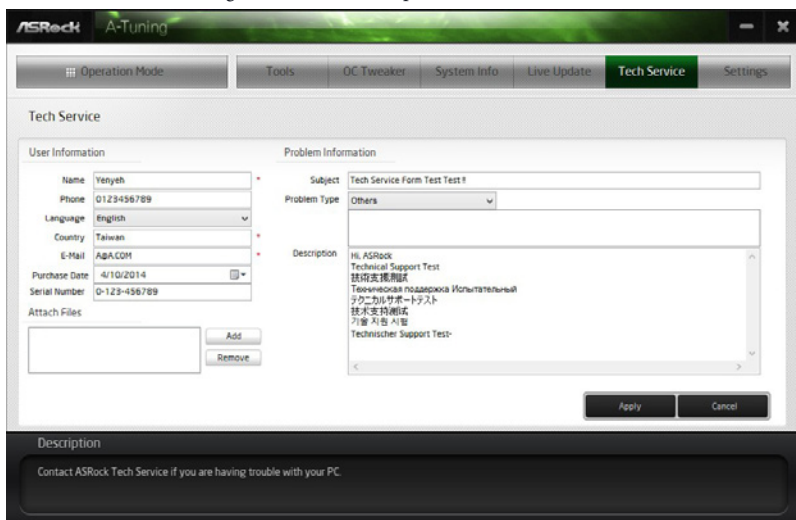 ASRock A-Tuning
Operation Mode Tools OC Tweaker System Info Live Update Tech Service Settings
Tech Service
User Information
Name Yenyeh *
Phone 0123456789
Language English
Country Taiwan *
E-Mail A@A.COM *
Purchase Date 4/10/2014
Serial Number 0-123-456789
Attach Files
Add
Remove
Problem Information
Subject Tech Service Form Test Test !!
Problem Type Others
Description
Hi, ASRock
Technical Support Test
技術支援測試
Техническая поддержка Испытательный
テクニカルサポートテスト
技术支持测试
기술 지원 시험
Technischer Support Test-
Apply Cancel
Description
Contact ASRock Tech Service if you are having trouble with your PC.